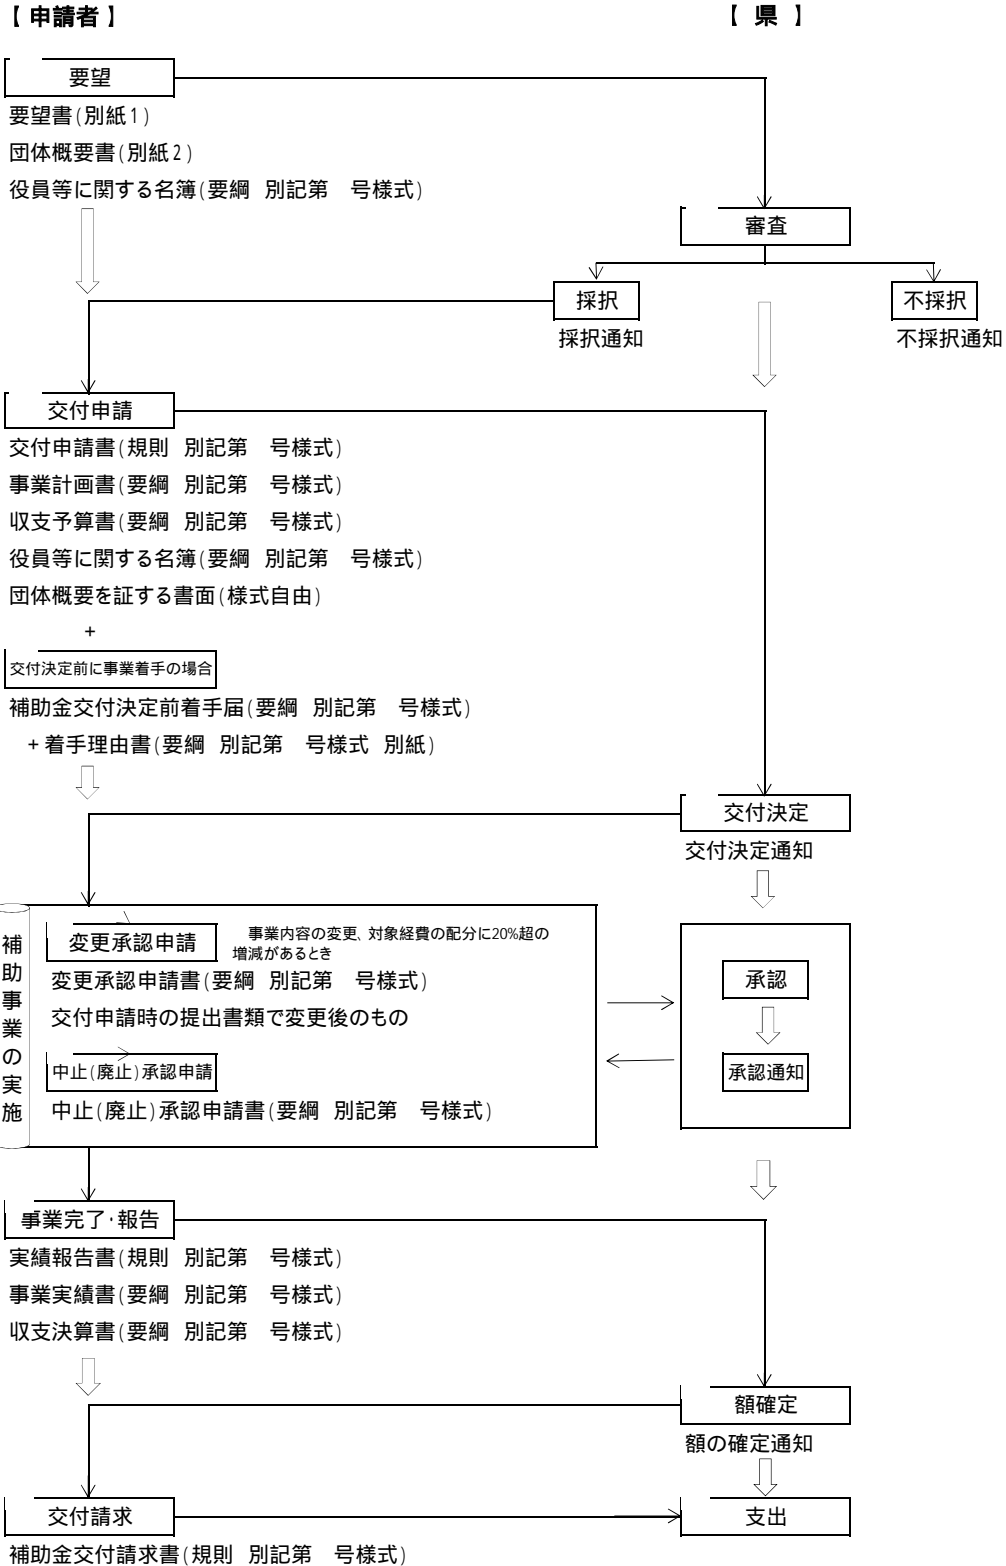 【 申請者 】
【 県 】
要望
要望書(別紙1)
団体概要書(別紙2)
役員等に関する名簿(要綱 別記第　号様式)
審査
採択
不採択
採択通知
不採択通知
交付申請
交付申請書(規則 別記第　号様式)
事業計画書(要綱 別記第　号様式)
収支予算書(要綱 別記第　号様式)
役員等に関する名簿(要綱 別記第　号様式)
団体概要を証する書面(様式自由)
+
交付決定前に事業着手の場合
補助金交付決定前着手届(要綱 別記第　号様式)
+着手理由書(要綱 別記第　号様式 別紙)
交付決定
交付決定通知
補助事業の実施
変更承認申請
事業内容の変更、対象経費の配分に20%超の
増減があるとき
変更承認申請書(要綱 別記第　号様式)
交付申請時の提出書類で変更後のもの
中止(廃止)承認申請
中止(廃止)承認申請書(要綱 別記第　号様式)
承認
承認通知
事業完了・報告
実績報告書(規則 別記第　号様式)
事業実績書(要綱 別記第　号様式)
収支決算書(要綱 別記第　号様式)
額確定
額の確定通知
交付請求
支出
補助金交付請求書(規則 別記第　号様式)